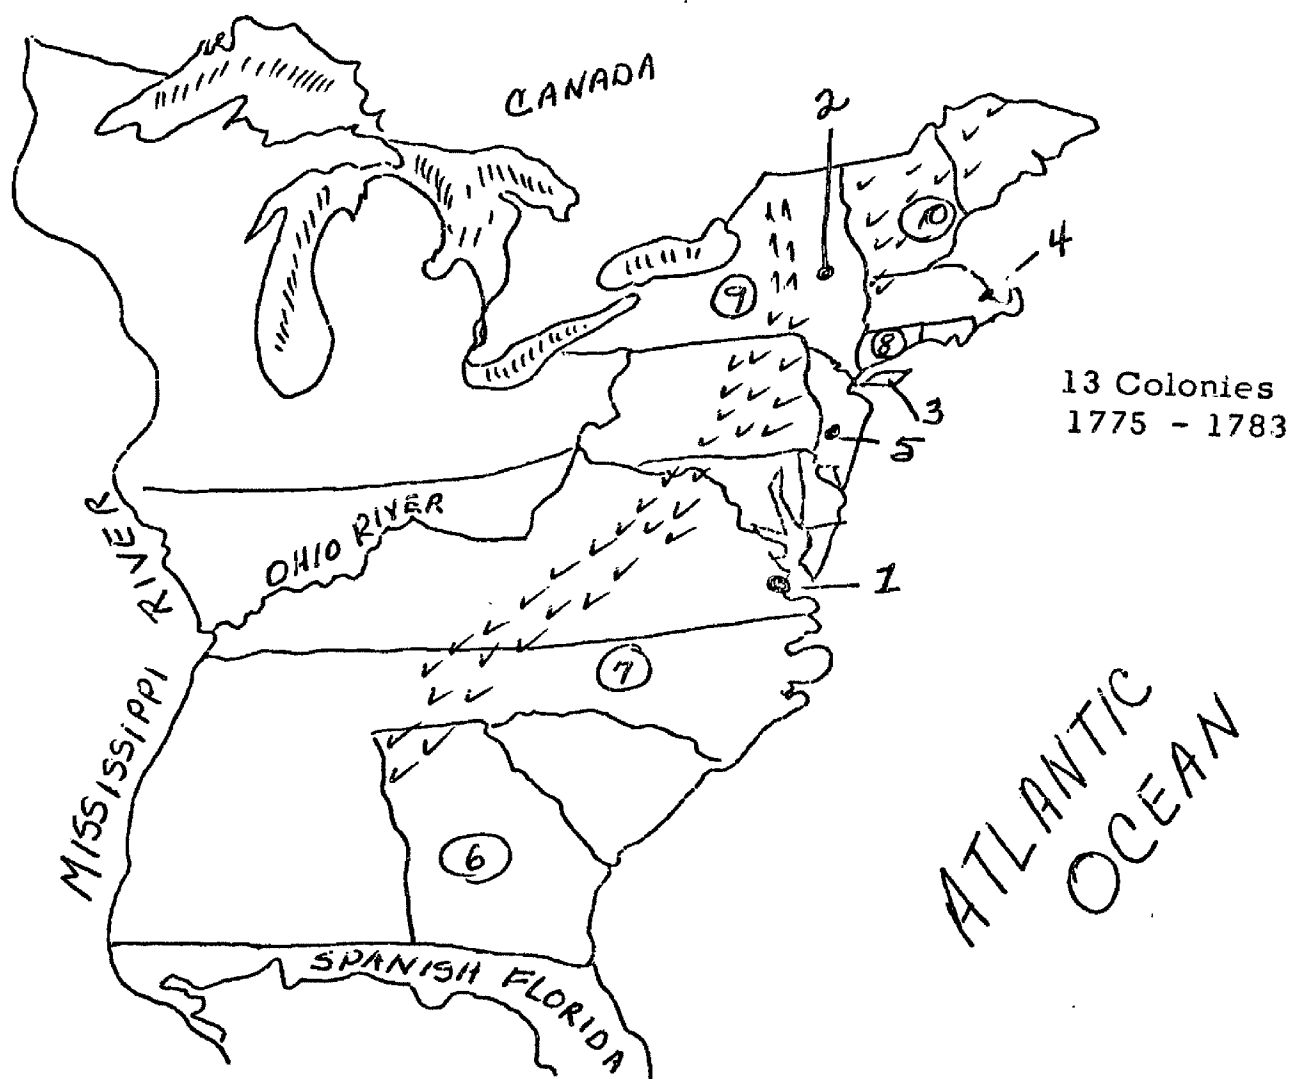 CANADA
2
10
4
9
8
13 Colonies
1775 - 1783
3
5
RIVER
OHIO RIVER
1
7
MISSISSIPPI
ATLANTIC
OCEAN
6
SPANISH FLORIDA